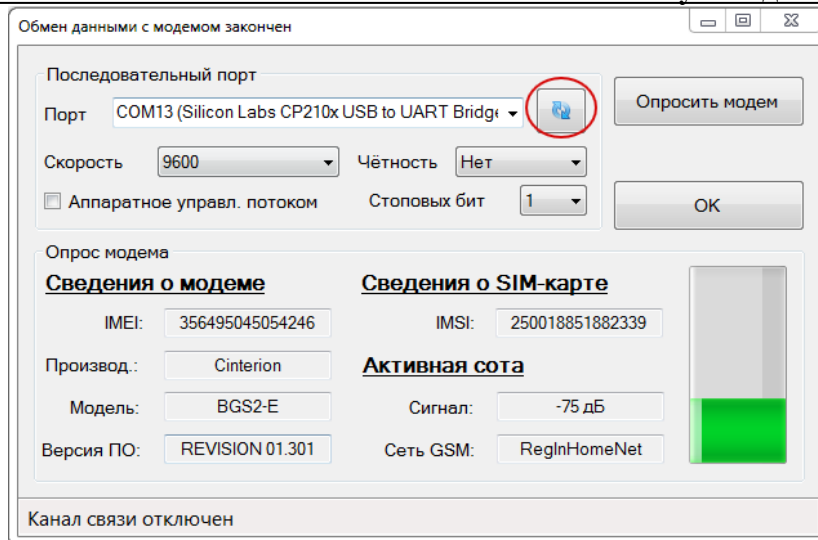 Обмен данными с модемом закончен
Последовательный порт
Порт COM13 (Silicon Labs CP210x USB to UART Bridge
Опросить модем
Скорость 9600 Чётность Нет
Аппаратное управл. потоком Стоповых бит 1
OK
Опрос модема
Сведения о модеме Сведения о SIM-карте
IMEI: 356495045054246 IMSI: 250018851882339
Производ.: Cinterion Активная сота
Модель: BGS2-E Сигнал: -75 дБ
Версия ПО: REVISION 01.301 Сеть GSM: RegInHomeNet
Канал связи отключен